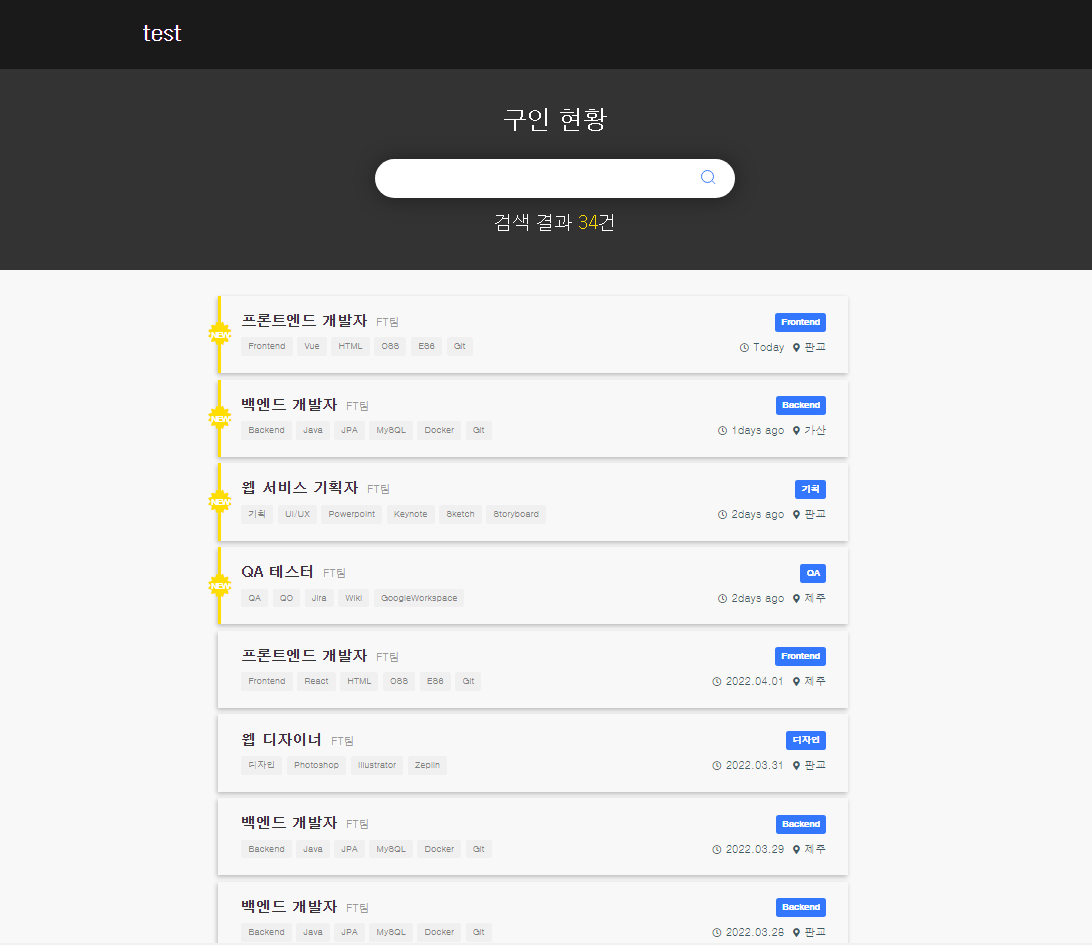 test
구인 현황
검색 결과 34건
프론트엔드 개발자 FT팀
Frontend
NEW
Frontend Vue HTML CSS ES6 Git
Today 판교
백엔드 개발자 FT팀
Backend
NEW
Backend Java JPA MySQL Docker Git
1days ago 가산
웹 서비스 기획자 FT팀
기획
NEW
기획 UI/UX Powerpoint Keynote Sketch Storyboard
2days ago 판교
QA 테스터 FT팀
QA
NEW
QA QC Jira Wiki GoogleWorkspace
2days ago 제주
프론트엔드 개발자 FT팀
Frontend
Frontend React HTML CSS ES6 Git
2022.04.01 제주
웹 디자이너 FT팀
디자인
디자인 Photoshop Illustrator Zeplin
2022.03.31 판교
백엔드 개발자 FT팀
Backend
Backend Java JPA MySQL Docker Git
2022.03.29 제주
백엔드 개발자 FT팀
Backend
Backend Java JPA MySQL Docker Git
2022.03.28 판교